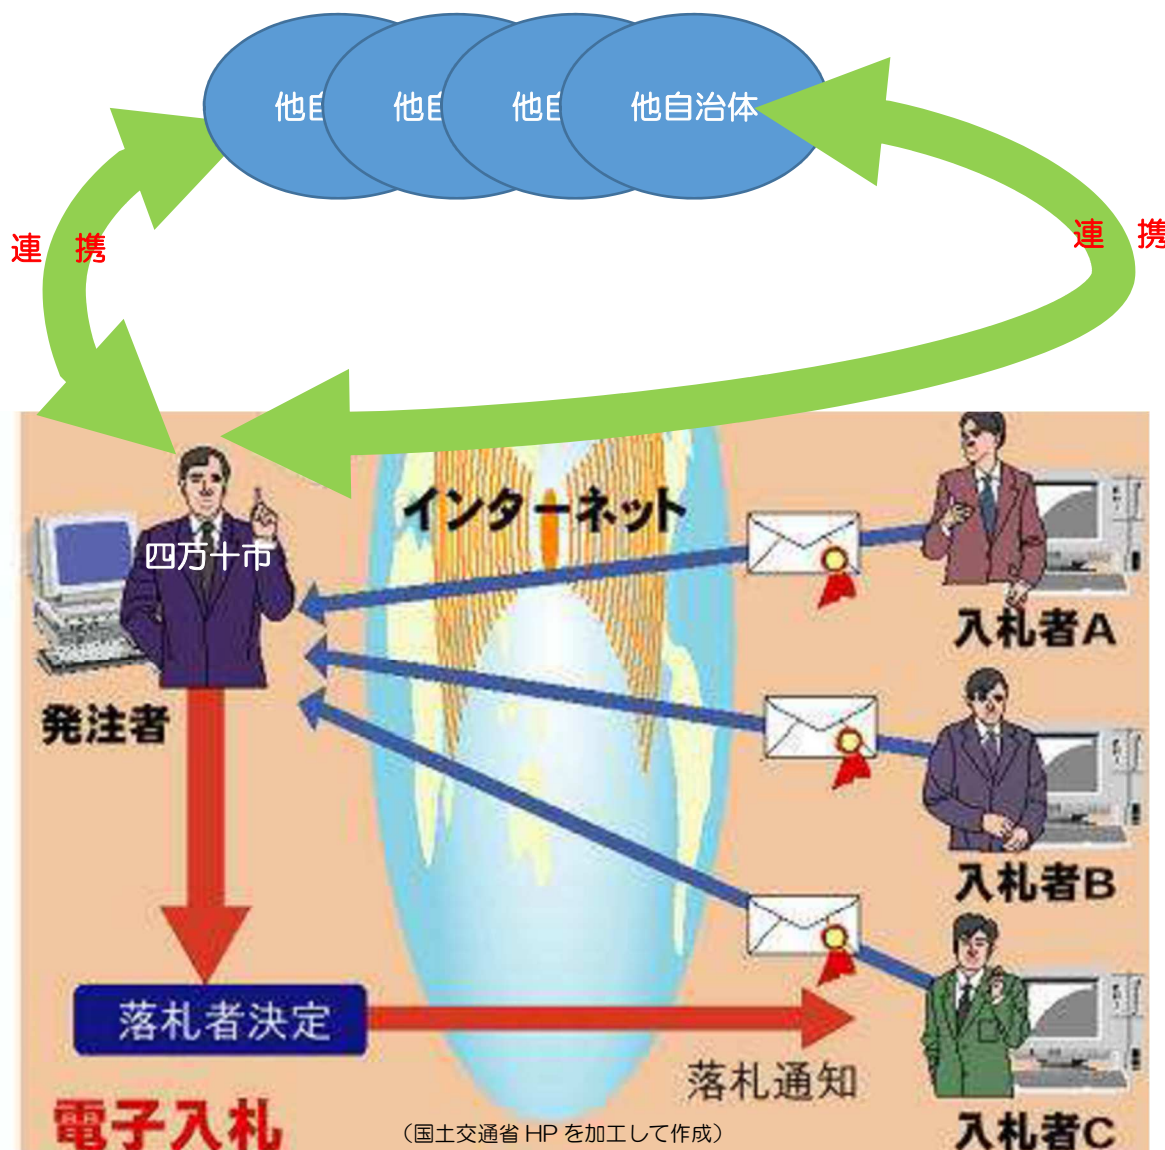 他自
他自
他自
他自治体
連 携
連 携
インターネット
四万十市
入札者A
発注者
入札者B
落札者決定
落札通知
電子入札
(国土交通省 HP を加工して作成)
入札者C